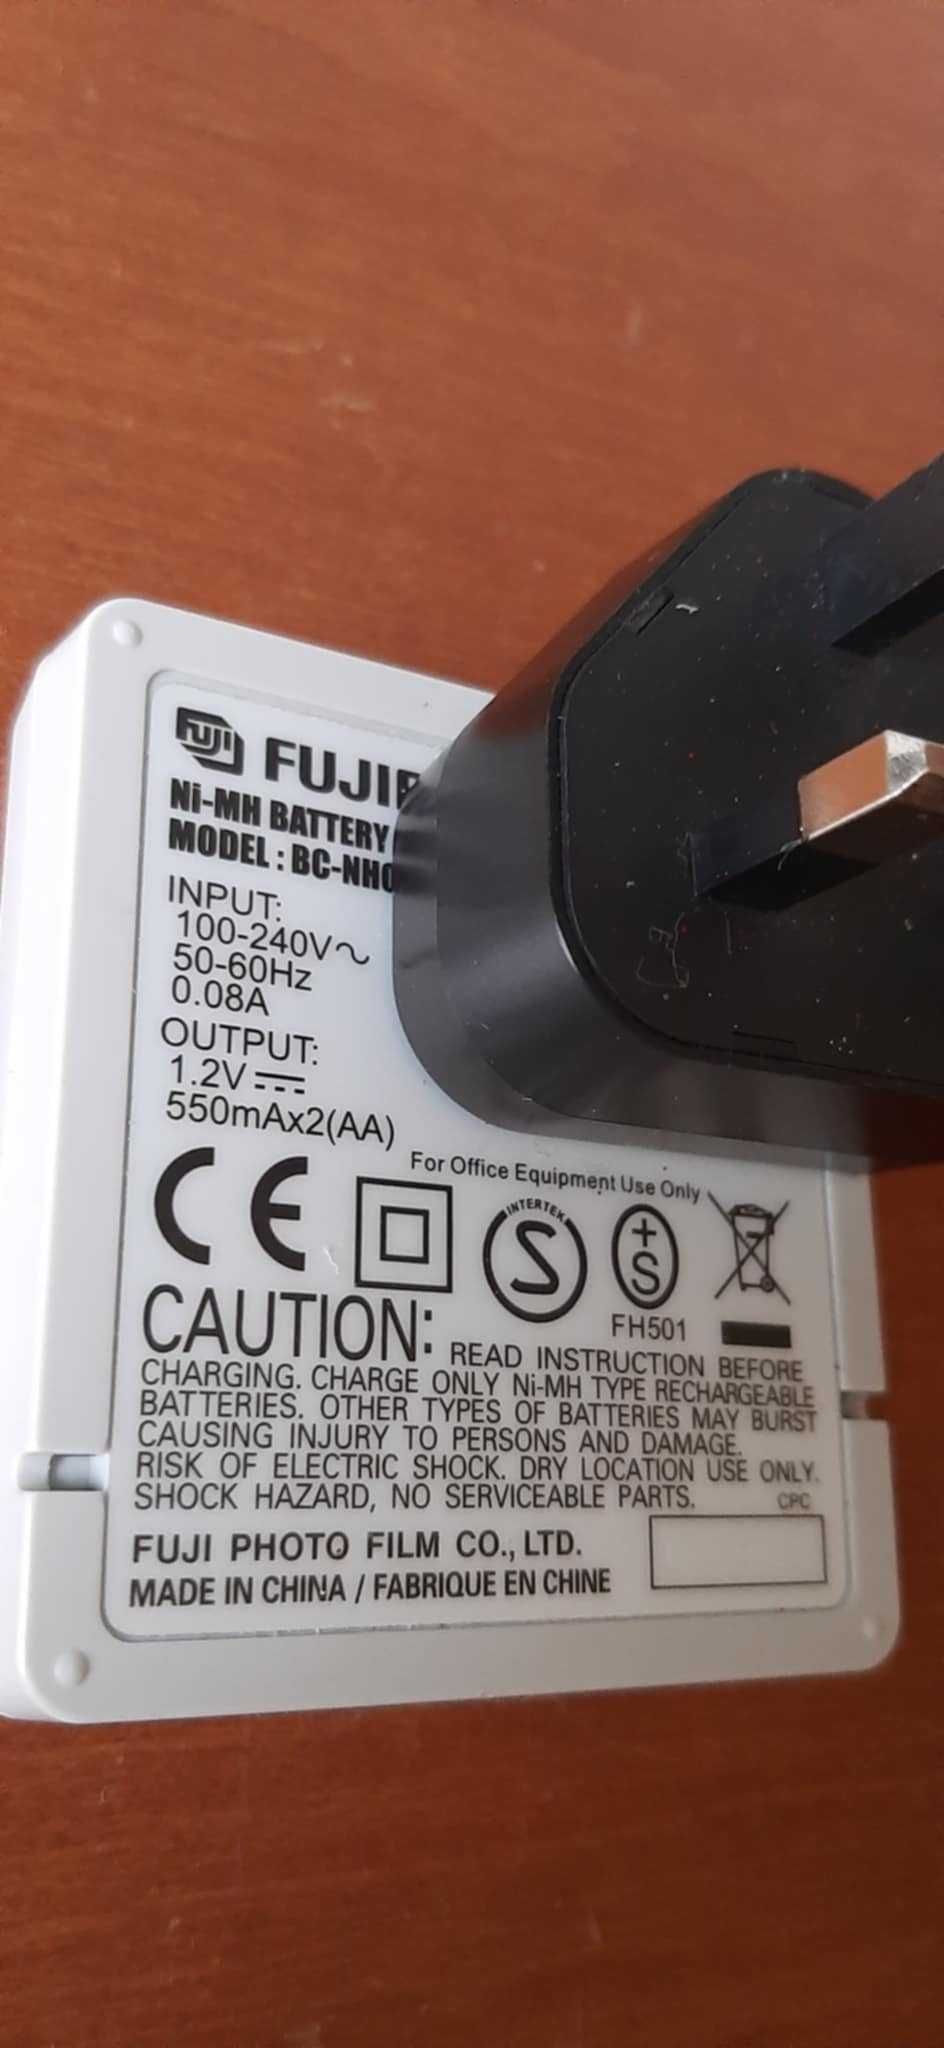 FUJI
Ni-MH BATTERY
MODEL : BC-NH
INPUT:
100-240V~
50-60Hz
0.08A
OUTPUT:
1.2V⎓
550mAx2(AA)
For Office Equipment Use Only
CE
INTERTEK
S
+
S
FH501
CAUTION: READ INSTRUCTION BEFORE
CHARGING. CHARGE ONLY Ni-MH TYPE RECHARGEABLE
BATTERIES. OTHER TYPES OF BATTERIES MAY BURST
CAUSING INJURY TO PERSONS AND DAMAGE.
RISK OF ELECTRIC SHOCK. DRY LOCATION USE ONLY.
SHOCK HAZARD, NO SERVICEABLE PARTS.
CPC
FUJI PHOTO FILM CO., LTD.
MADE IN CHINA / FABRIQUE EN CHINE